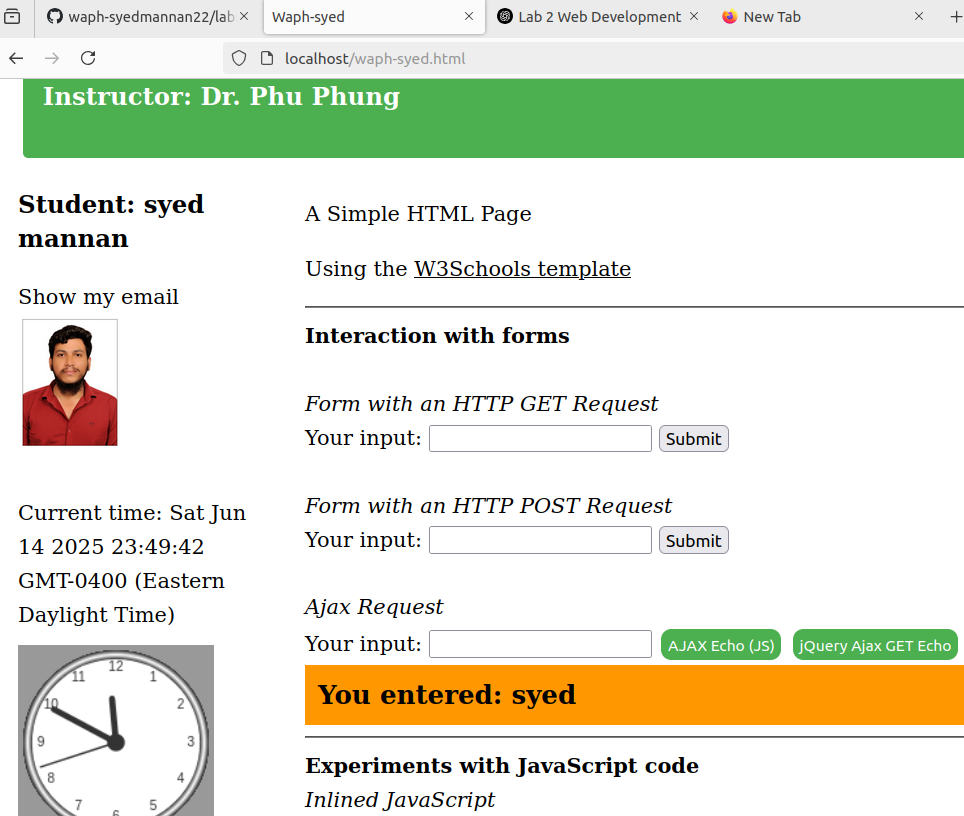 waph-syedmannan22/lab
Waph-syed
Lab 2 Web Development
New Tab
localhost/waph-syed.html
Instructor: Dr. Phu Phung
Student: syed
mannan
Show my email
Current time: Sat Jun
14 2025 23:49:42
GMT-0400 (Eastern
Daylight Time)
12
11 1
10 2
9 3
8 4
7 5
6
A Simple HTML Page
Using the W3Schools template
Interaction with forms
Form with an HTTP GET Request
Your input: Submit
Form with an HTTP POST Request
Your input: Submit
Ajax Request
Your input: AJAX Echo (JS) jQuery Ajax GET Echo
You entered: syed
Experiments with JavaScript code
Inlined JavaScript